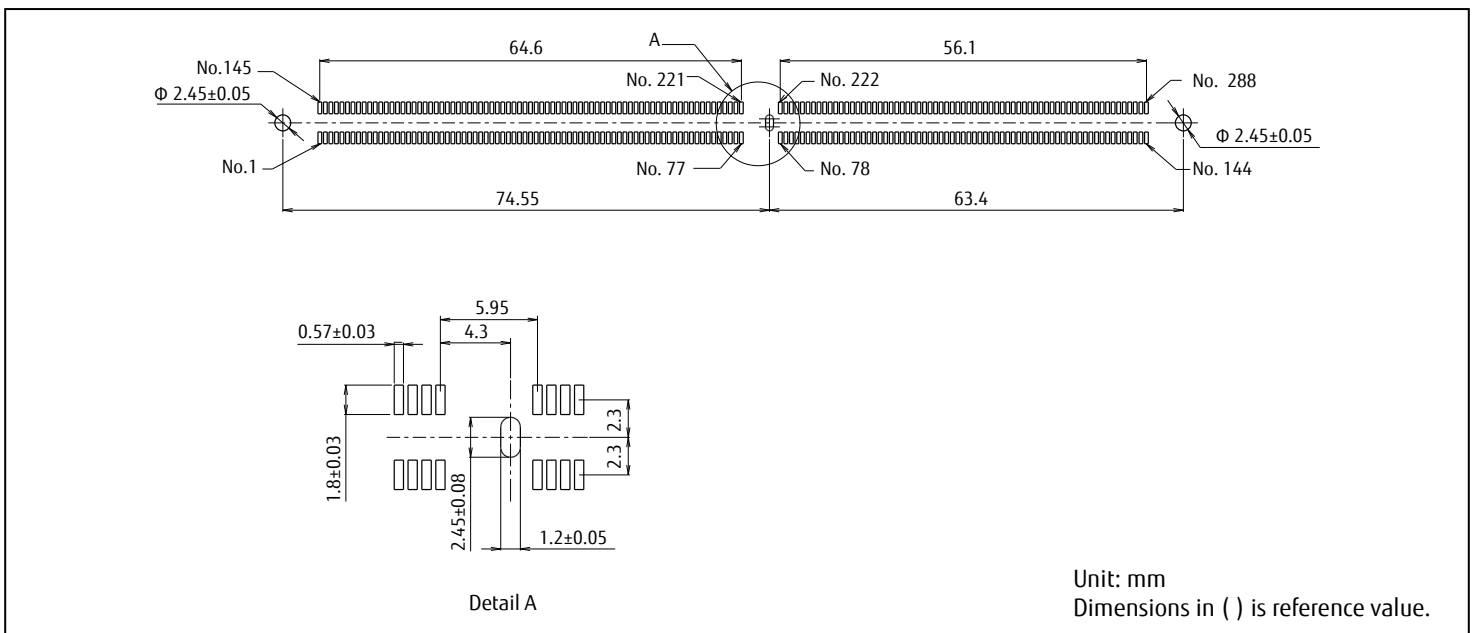 64.6
A
56.1
No.145
No. 221
No. 222
No. 288
Φ 2.45±0.05
Φ 2.45±0.05
No.1
No. 77
No. 78
No. 144
74.55
63.4
5.95
0.57±0.03
4.3
2.3
2.3
1.8±0.03
2.45±0.08
1.2±0.05
Detail A
Unit: mm
Dimensions in ( ) is reference value.